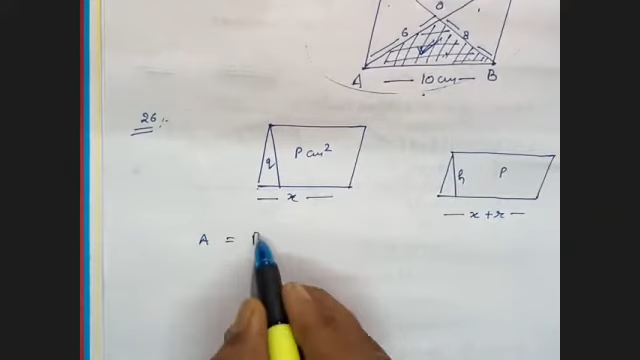 O
6 8
A 10 cm B
26 :
q P cm² h P
x x + r
A = P